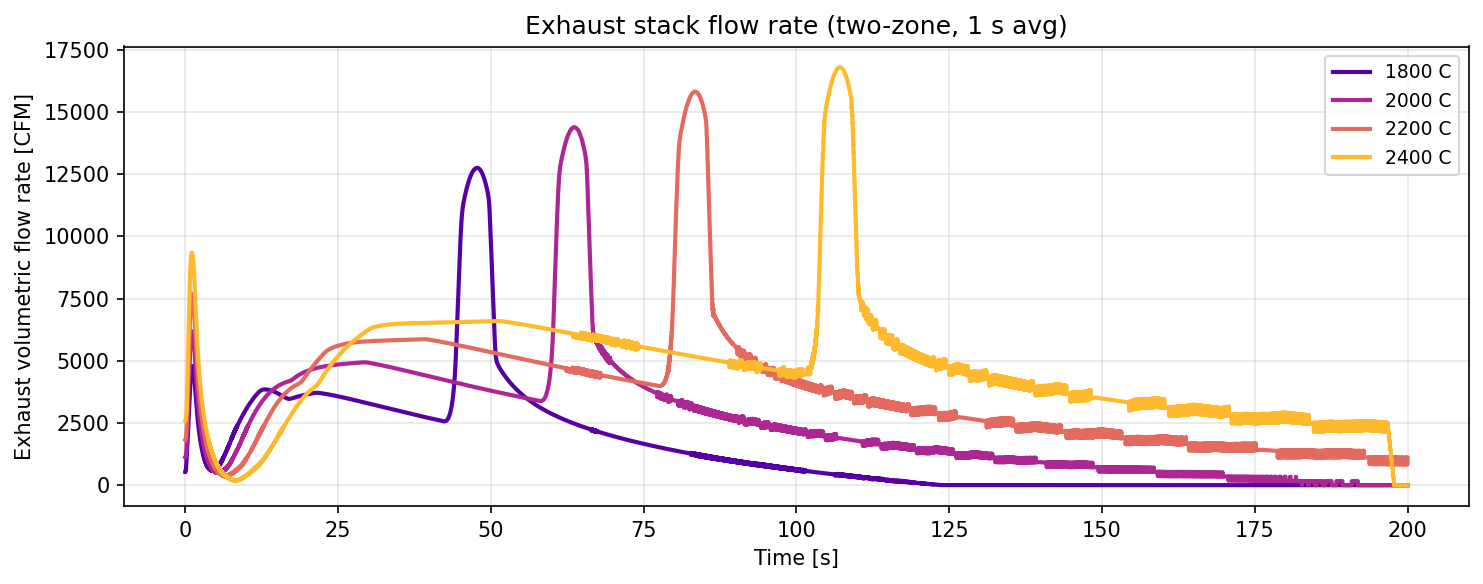 Exhaust stack flow rate (two-zone, 1 s avg)
Exhaust volumetric flow rate [CFM]
17500
15000
12500
10000
7500
5000
2500
0
1800 C
2000 C
2200 C
2400 C
0 25 50 75 100 125 150 175 200
Time [s]